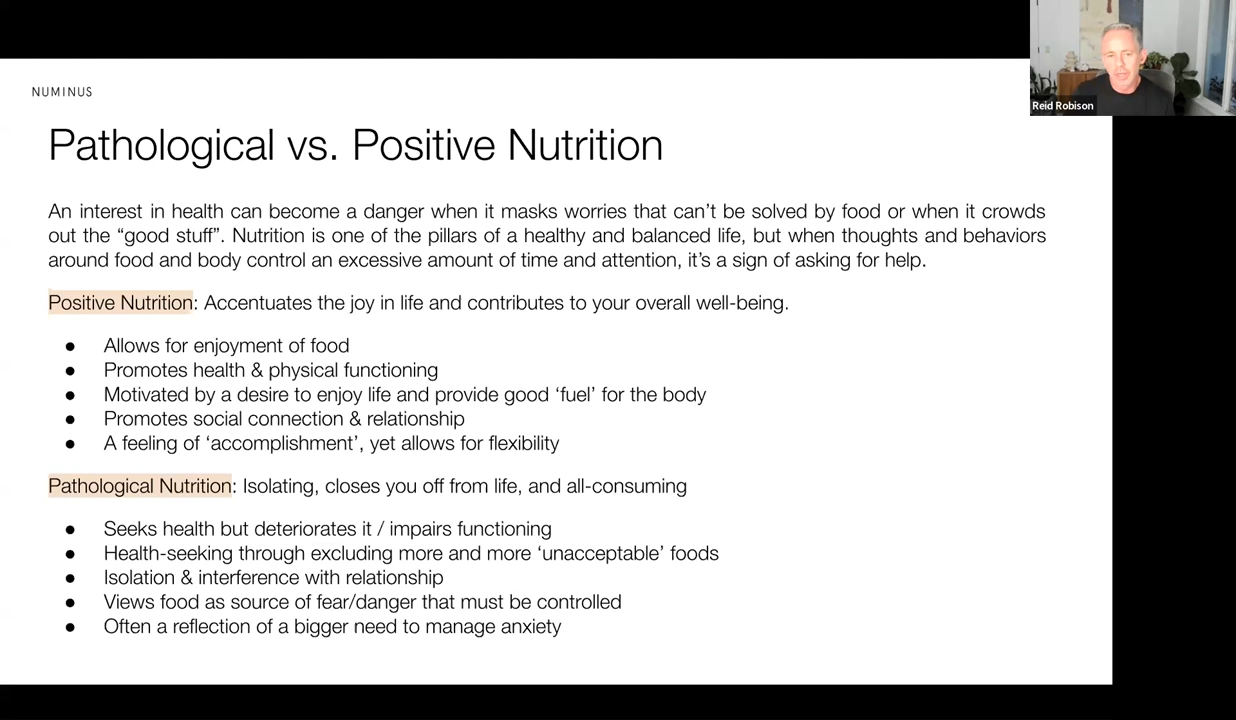 NUMINUS
Reid Robison
Pathological vs. Positive Nutrition
An interest in health can become a danger when it masks worries that can’t be solved by food or when it crowds
out the “good stuff”. Nutrition is one of the pillars of a healthy and balanced life, but when thoughts and behaviors
around food and body control an excessive amount of time and attention, it’s a sign of asking for help.
Positive Nutrition: Accentuates the joy in life and contributes to your overall well-being.
● Allows for enjoyment of food
● Promotes health & physical functioning
● Motivated by a desire to enjoy life and provide good ‘fuel’ for the body
● Promotes social connection & relationship
● A feeling of ‘accomplishment’, yet allows for flexibility
Pathological Nutrition: Isolating, closes you off from life, and all-consuming
● Seeks health but deteriorates it / impairs functioning
● Health-seeking through excluding more and more ‘unacceptable’ foods
● Isolation & interference with relationship
● Views food as source of fear/danger that must be controlled
● Often a reflection of a bigger need to manage anxiety